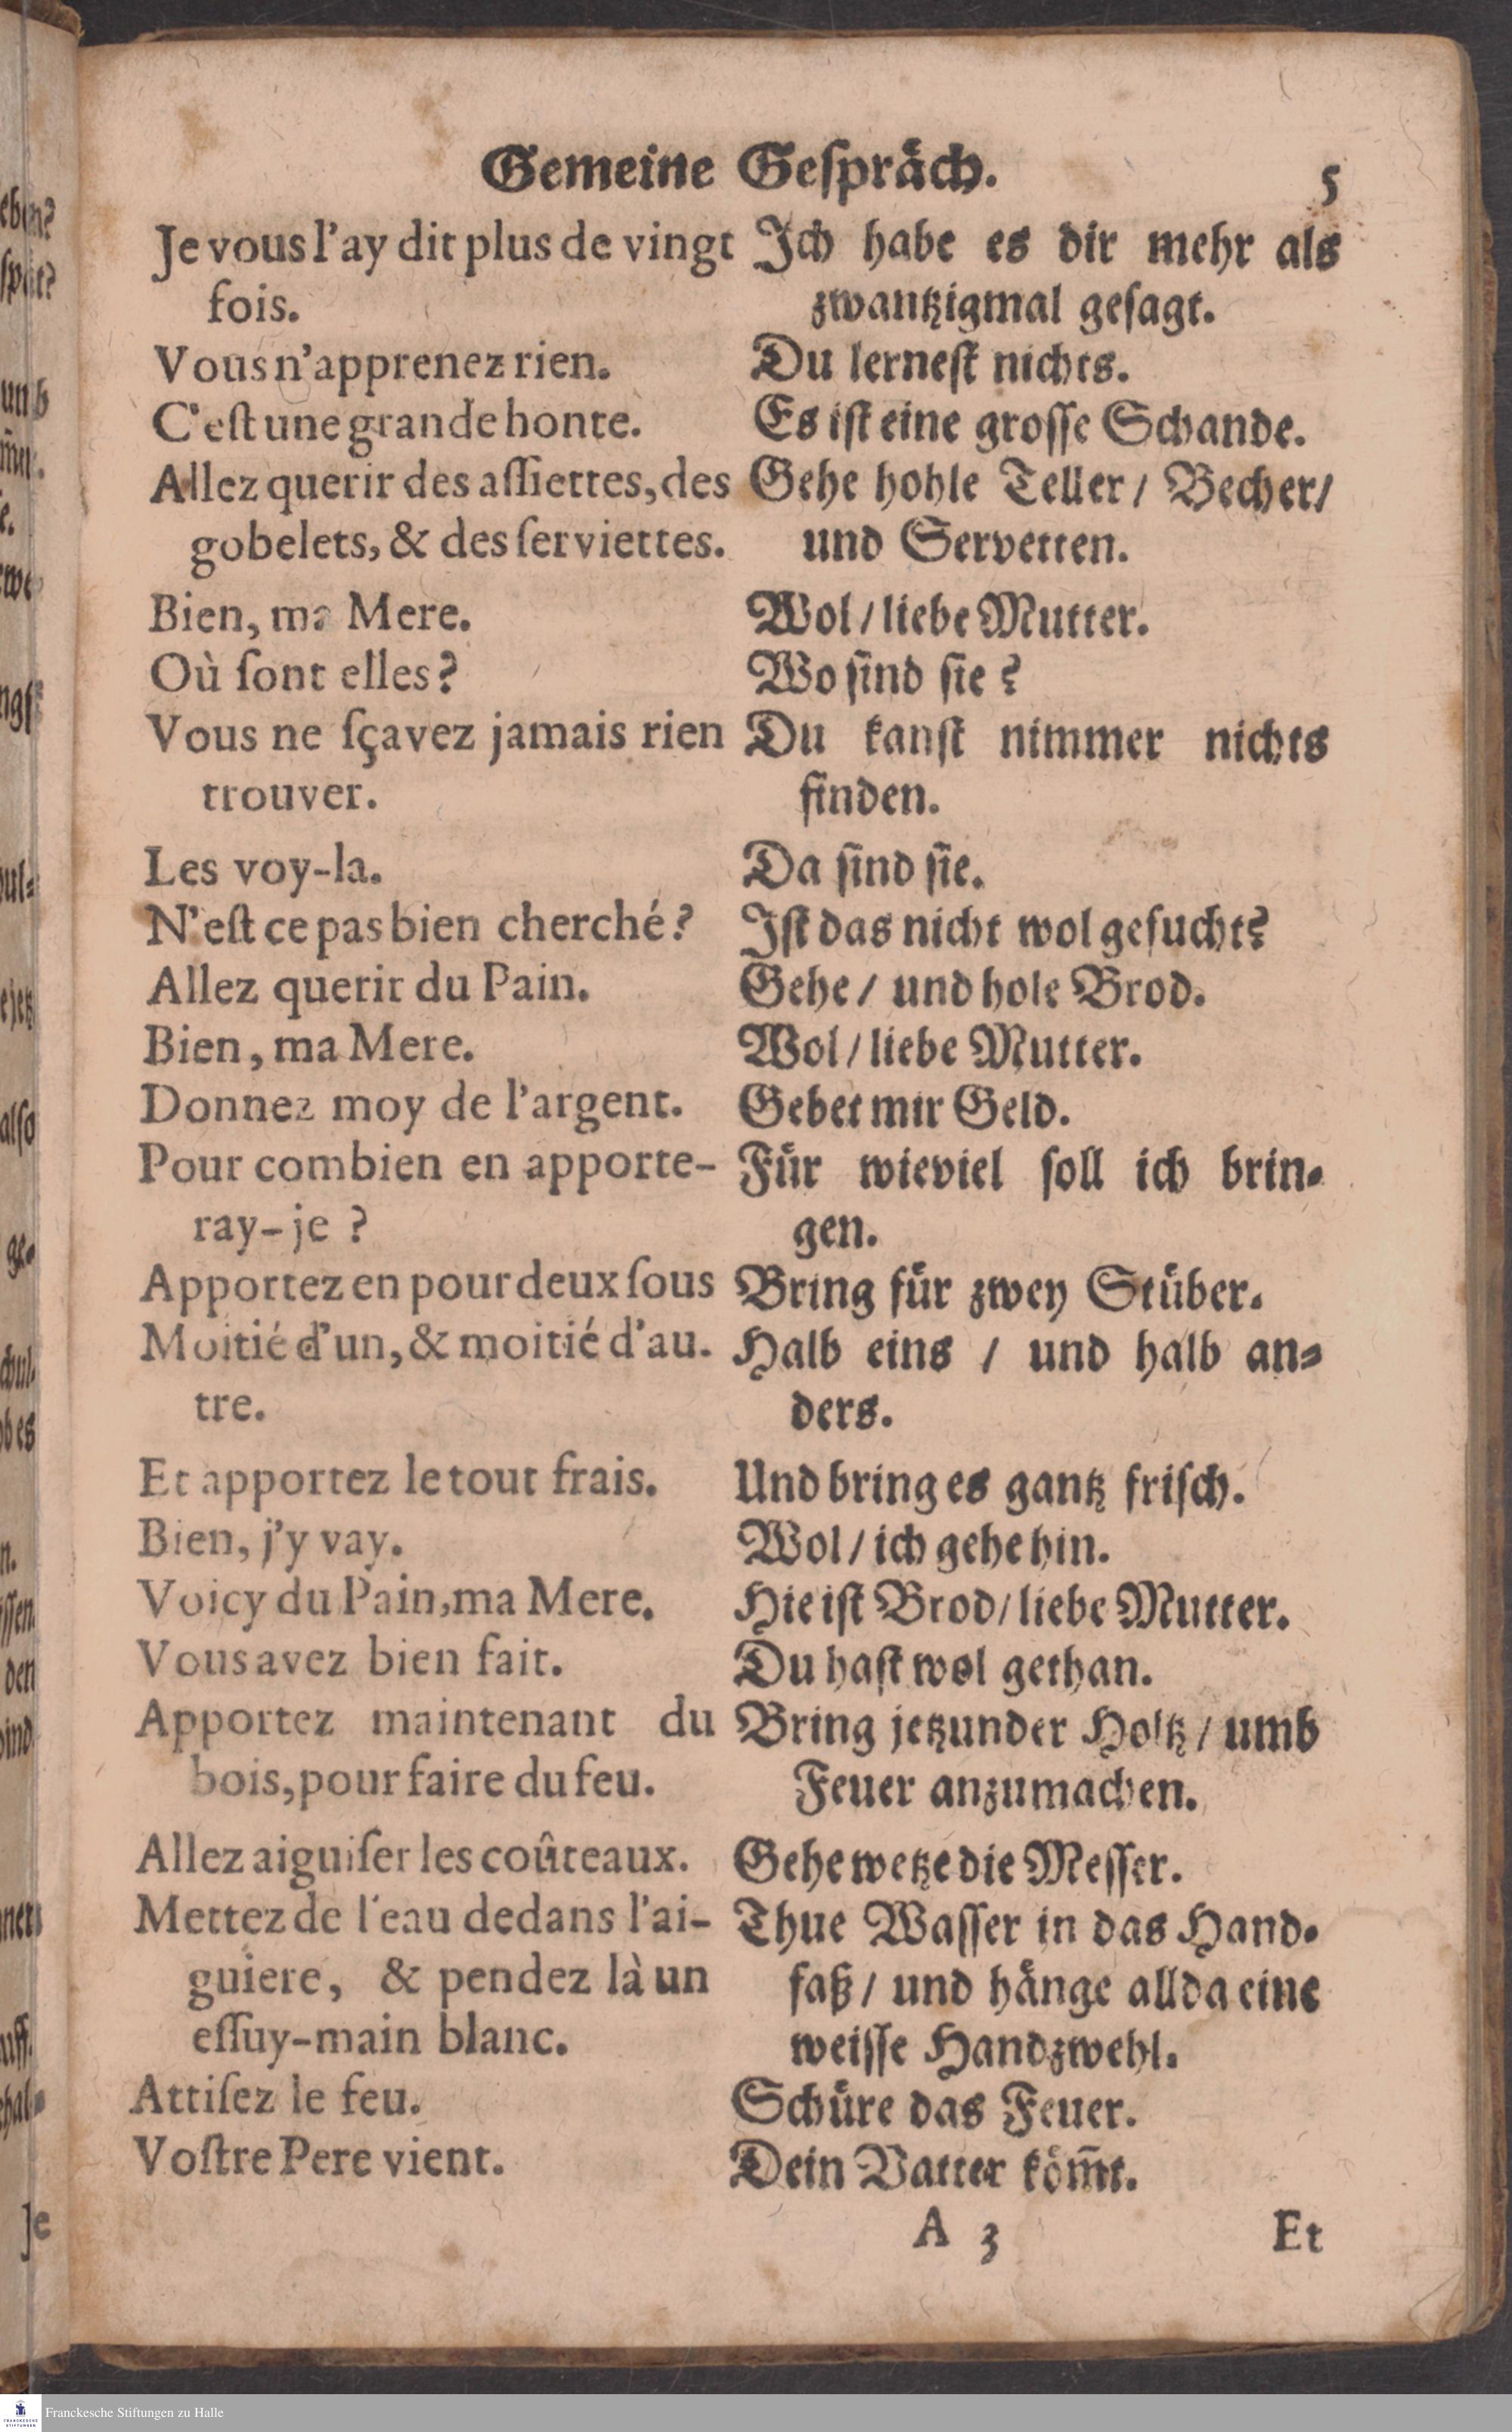 Gemeine Gespräch. 5
Je vous l'ay dit plus de vingt
fois.
Vous n'apprenez rien.
C'eſt une grande honte.
Allez querir des aſſiettes, des
gobelets, & des ſerviettes.
Bien, ma Mere.
Où ſont elles?
Vous ne ſçavez jamais rien
trouver.
Les voy-la.
N'eſt ce pas bien cherché?
Allez querir du Pain.
Bien, ma Mere.
Donnez moy de l'argent.
Pour combien en apporte-
ray-je ?
Apportez en pour deux ſous
Moitié d'un, & moitié d'au.
tre.
Et apportez le tout frais.
Bien, j'y vay.
Voicy du Pain, ma Mere.
Vous avez bien fait.
Apportez maintenant du
bois, pour faire du feu.
Allez aiguiſer les coûteaux.
Mettez de l'eau dedans l'ai-
guiere, & pendez là un
eſſuy-main blanc.
Attiſez le feu.
Voſtre Pere vient.
Ich habe es dir mehr als
zwantzigmal geſagt.
Du lerneſt nichts.
Es iſt eine groſſe Schande.
Gehe hohle Teller / Becher/
und Servetten.
Wol / liebe Mutter.
Wo ſind ſie ?
Du kanſt nimmer nichts
finden.
Da ſind ſie.
Iſt das nicht wol geſucht?
Gehe / und hole Brod.
Wol / liebe Mutter.
Gebet mir Geld.
Für wieviel ſoll ich brin-
gen.
Bring für zwey Stüber.
Halb eins / und halb an-
ders.
Und bring es gantz friſch.
Wol / ich gehe hin.
Hie iſt Brod/ liebe Mutter.
Du haſt wol gethan.
Bring jetzunder Holtz / umb
Feuer anzumachen.
Gehe wetze die Meſſer.
Thue Waſſer in das Hand-
faß / und hänge allda eine
weiſſe Handzwehl.
Schüre das Feuer.
Dein Vatter köm̃t.
A 3 Et
Franckesche Stiftungen zu Halle